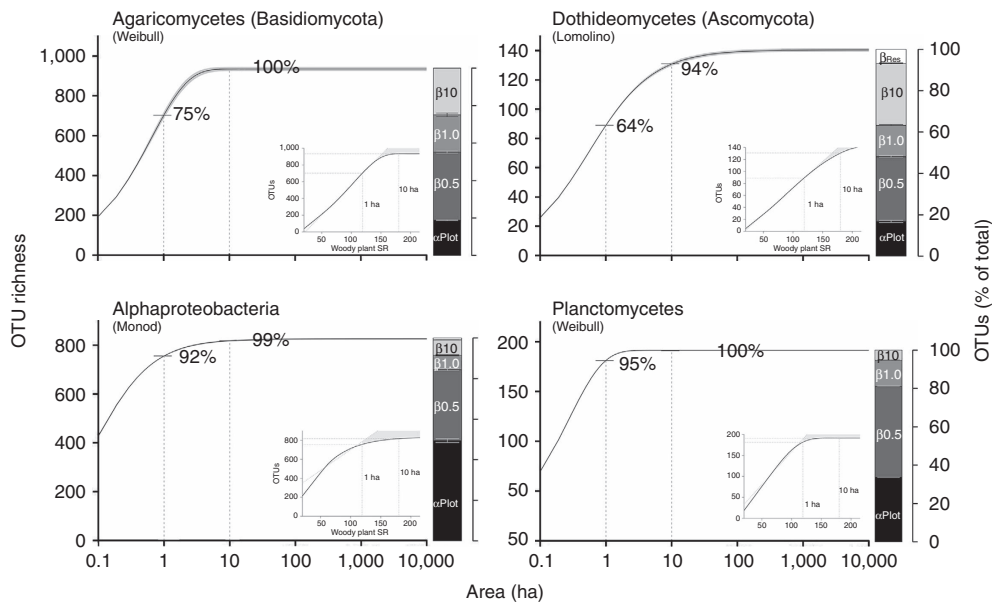 Agaricomycetes (Basidiomycota)
(Weibull)
1,000
800
600
400
200
0
100%
75%
β10
β1.0
β0.5
αPlot
OTUs
1,000
800
600
400
200
0
1 ha
10 ha
50 100 150 200
Woody plant SR
Dothideomycetes (Ascomycota)
(Lomolino)
140
120
100
80
60
40
20
0
94%
64%
βRes
β10
β1.0
β0.5
αPlot
100
80
60
40
20
0
OTUs
140
120
100
80
60
40
20
0
1 ha
10 ha
50 100 150 200
Woody plant SR
OTU richness
OTUs (% of total)
Alphaproteobacteria
(Monod)
800
600
400
800
0
92%
99%
β10
β1.0
β0.5
αPlot
OTUs
800
600
400
200
0
1 ha
10 ha
50 100 150 200
Woody plant SR
0.1 1 10 1,000 100 10,000
Planctomycetes
(Weibull)
200
150
100
50
50
95%
100%
β10
β1.0
β0.5
αPlot
100
80
60
40
20
0
200
150
100
50
0
1 ha
10 ha
50 100 150 200
0.1 1 10 1,000 100 10,000
Area (ha)